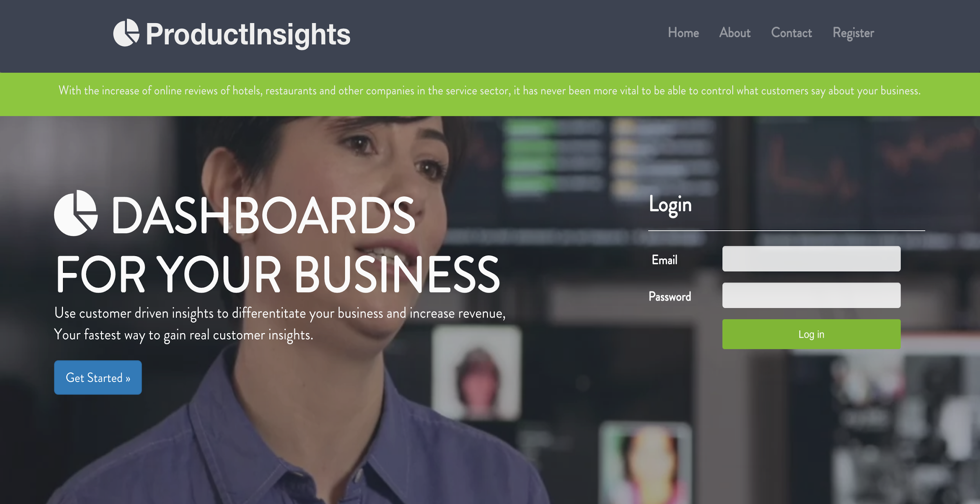 ProductInsights
Home About Contact Register
With the increase of online reviews of hotels, restaurants and other companies in the service sector, it has never been more vital to be able to control what customers say about your business.
DASHBOARDS
FOR YOUR BUSINESS
Use customer driven insights to differentitate your business and increase revenue,
Your fastest way to gain real customer insights.
Get Started »
Login
Email
Password
Log in